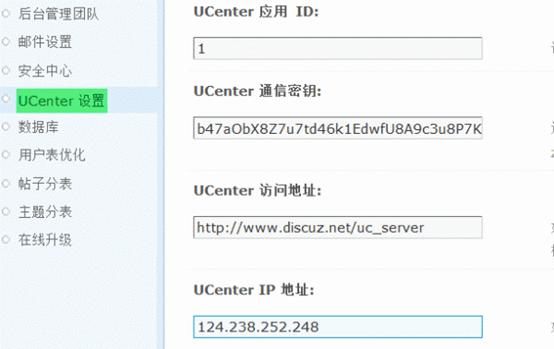 后台管理团队
邮件设置
安全中心
UCenter 设置
数据库
用户表优化
帖子分表
主题分表
在线升级
UCenter 应用 ID:
1
UCenter 通信密钥:
b47aObX8Z7u7td46k1EdwfU8A9c3u8P7K
UCenter 访问地址:
http://www.discuz.net/uc_server
UCenter IP 地址:
124.238.252.248